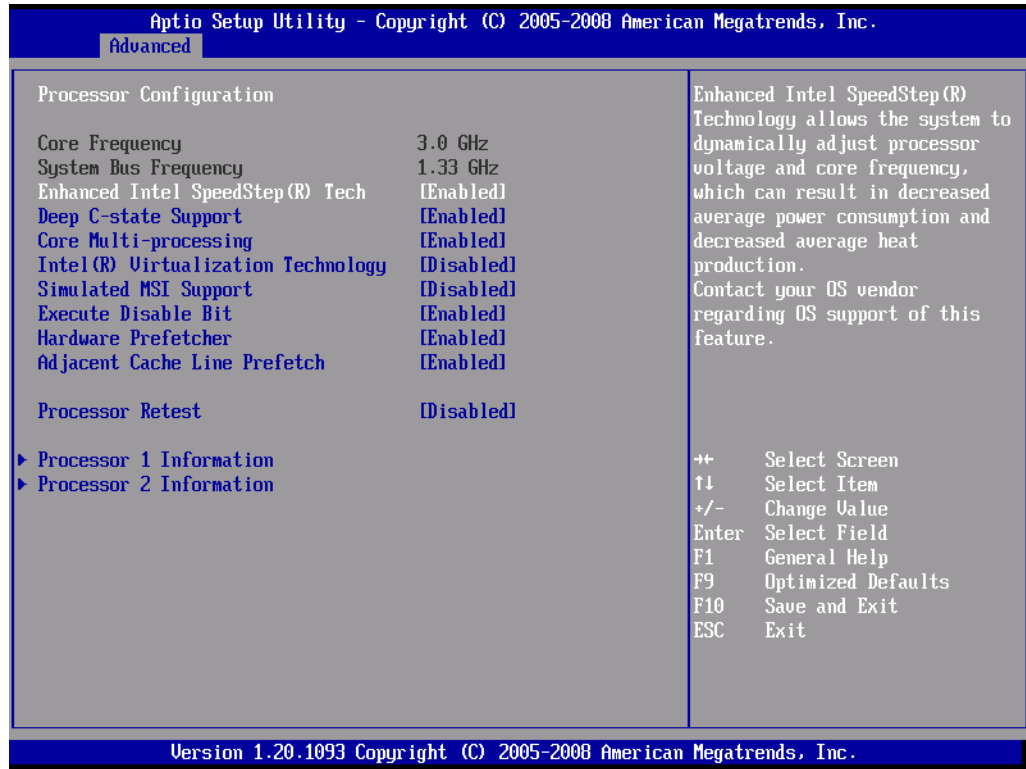 Aptio Setup Utility - Copyright (C) 2005-2008 American Megatrends, Inc.
Advanced
Processor Configuration
Core Frequency 3.0 GHz
System Bus Frequency 1.33 GHz
Enhanced Intel SpeedStep(R) Tech [Enabled]
Deep C-state Support [Enabled]
Core Multi-processing [Enabled]
Intel(R) Virtualization Technology [Disabled]
Simulated MSI Support [Disabled]
Execute Disable Bit [Enabled]
Hardware Prefetcher [Enabled]
Adjacent Cache Line Prefetch [Enabled]
Processor Retest [Disabled]
Processor 1 Information
Processor 2 Information
Enhanced Intel SpeedStep(R)
Technology allows the system to
dynamically adjust processor
voltage and core frequency,
which can result in decreased
average power consumption and
decreased average heat
production.
Contact your OS vendor
regarding OS support of this
feature.
→← Select Screen
↑↓ Select Item
+/- Change Value
Enter Select Field
F1 General Help
F9 Optimized Defaults
F10 Save and Exit
ESC Exit
Version 1.20.1093 Copyright (C) 2005-2008 American Megatrends, Inc.